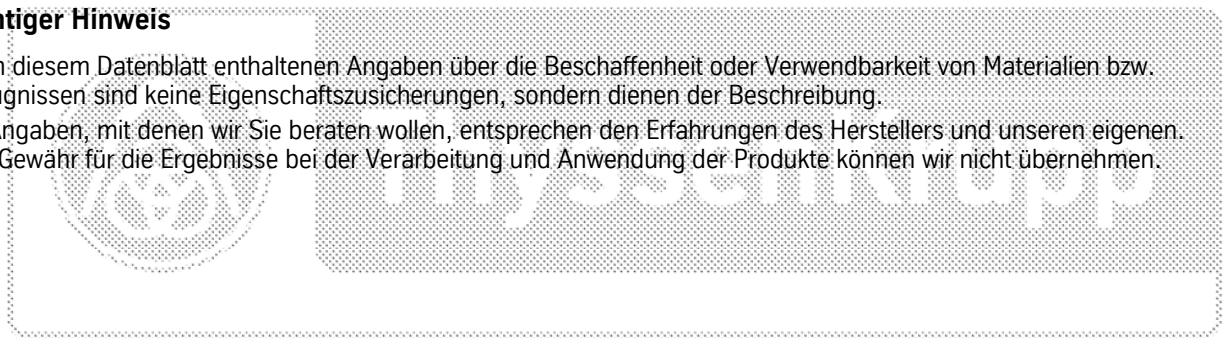 tiger Hinweis
diesem Datenblatt enthaltenen Angaben über die Beschaffenheit oder Verwendbarkeit von Materialien bzw.
gnissen sind keine Eigenschaftszusicherungen, sondern dienen der Beschreibung.
ngaben, mit denen wir Sie beraten wollen, entsprechen den Erfahrungen des Herstellers und unseren eigenen.
Gewähr für die Ergebnisse bei der Verarbeitung und Anwendung der Produkte können wir nicht übernehmen.
ThyssenKrupp